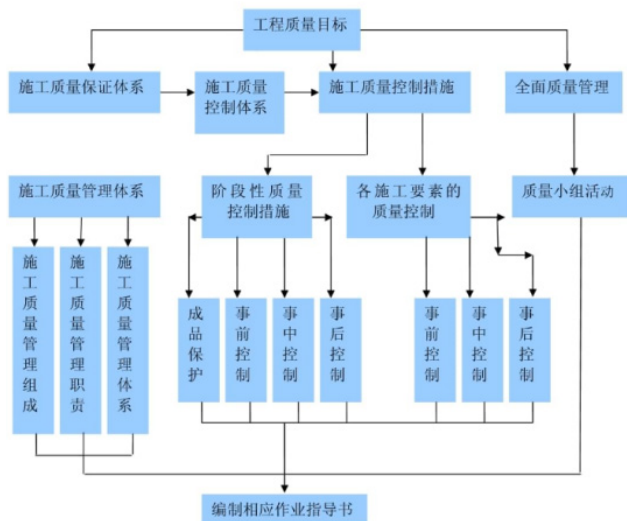 工程质量目标
施工质量保证体系
施工质量
控制体系
施工质量控制措施
全面质量管理
施工质量管理体系
阶段性质量
控制措施
各施工要素的
质量控制
质量小组活动
施工质量管理组成
施工质量管理职责
施工质量管理体系
成品保护
事前控制
事中控制
事后控制
事前控制
事中控制
事后控制
编制相应作业指导书